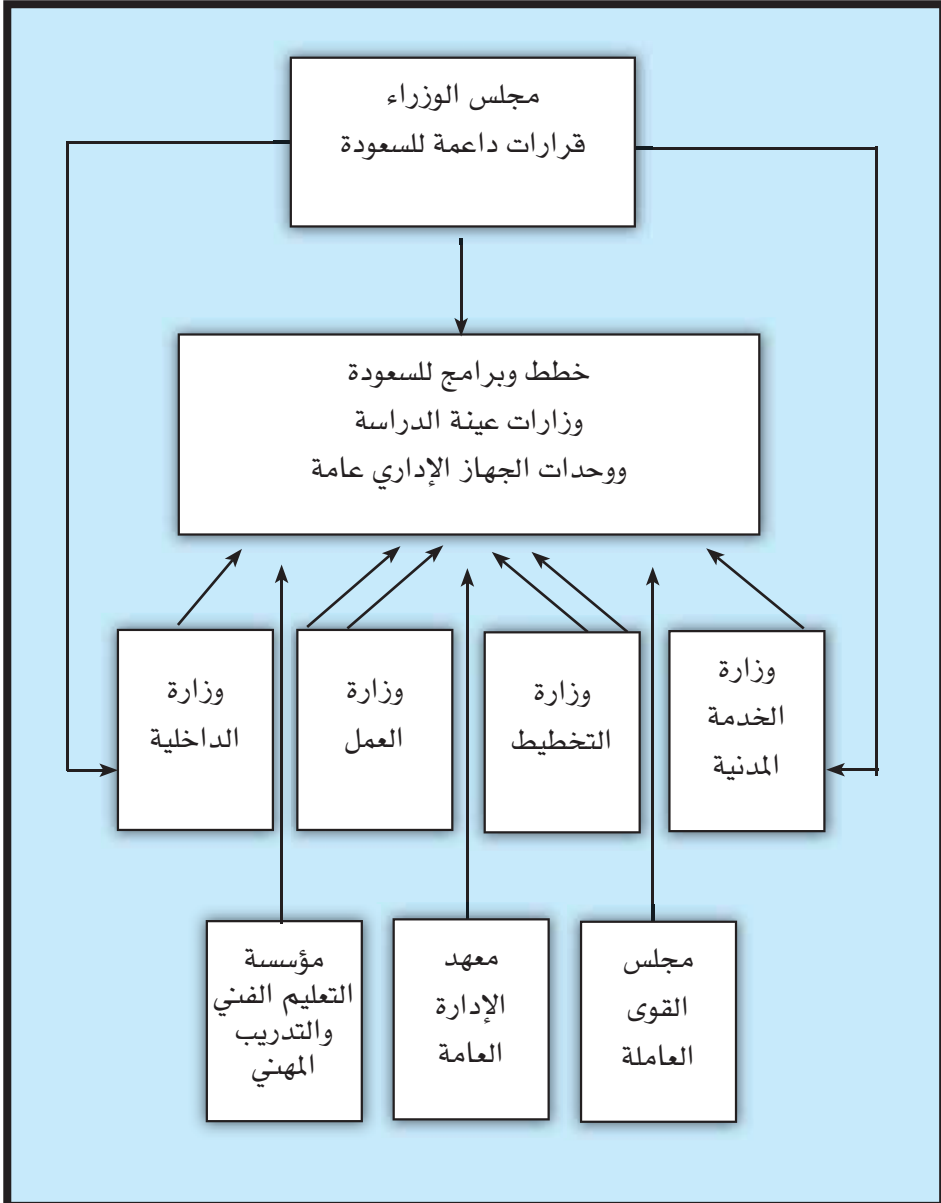 مجلس الوزراء
قرارات داعمة للسعودة
خطط وبرامج للسعودة
وزارات عينة الدراسة
ووحدات الجهاز الإداري عامة
وزارة
الخدمة
المدنية
وزارة
التخطيط
وزارة
العمل
وزارة
الداخلية
مجلس
القوى
العاملة
معهد
الإدارة
العامة
مؤسسة
التعليم الفني
والتدريب
المهني